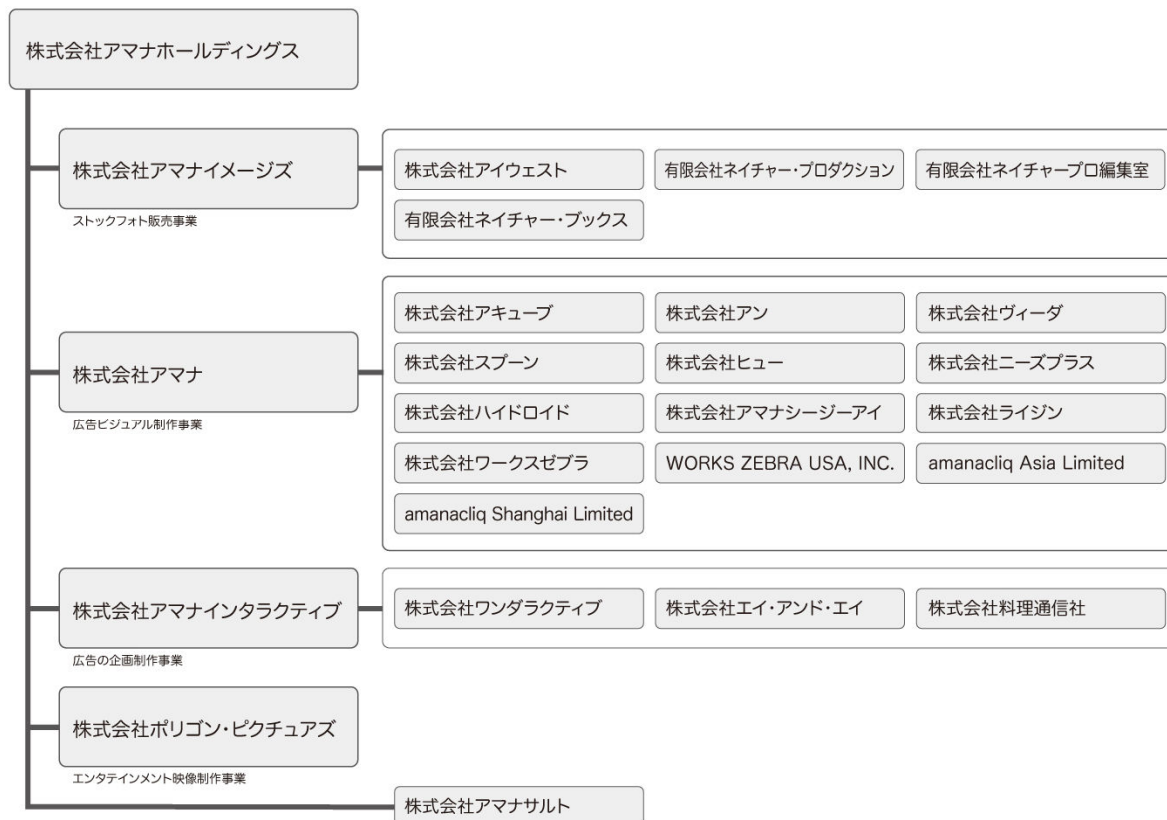 株式会社アマナホールディングス
株式会社アマナイメージズ
ストックフォト販売事業
株式会社アイウェスト
有限会社ネイチャー・プロダクション
有限会社ネイチャープロ編集室
有限会社ネイチャー・ブックス
株式会社アマナ
広告ビジュアル制作事業
株式会社アキューブ
株式会社アン
株式会社ヴィーダ
株式会社スプーン
株式会社ヒュー
株式会社ニーズプラス
株式会社ハイドロイド
株式会社アマナシージーアイ
株式会社ライジン
株式会社ワークスゼブラ
WORKS ZEBRA USA, INC.
amanacliq Asia Limited
amanacliq Shanghai Limited
株式会社アマナインタラクティブ
広告の企画制作事業
株式会社ワンダラクティブ
株式会社エイ・アンド・エイ
株式会社料理通信社
株式会社ポリゴン・ピクチュアズ
エンタテインメント映像制作事業
株式会社アマナサルト